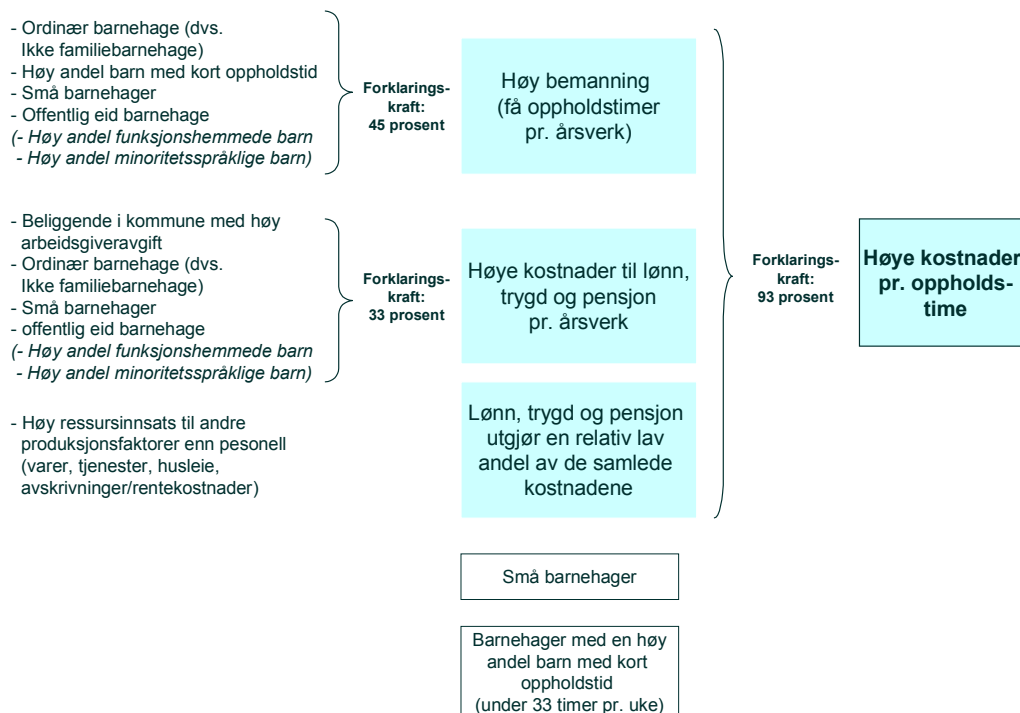 - Ordinær barnehage (dvs.
Ikke familiebarnehage)
- Høy andel barn med kort oppholdstid
- Små barnehager
- Offentlig eid barnehage
(- Høy andel funksjonshemmede barn
- Høy andel minoritetsspråklige barn)
Forklarings-
kraft:
45 prosent
Høy bemanning
(få oppholdstimer
pr. årsverk)
- Beliggende i kommune med høy
arbeidsgiveravgift
- Ordinær barnehage (dvs.
Ikke familiebarnehage)
- Små barnehager
- offentlig eid barnehage
(- Høy andel funksjonshemmede barn
- Høy andel minoritetsspråklige barn)
Forklarings-
kraft:
33 prosent
Høye kostnader til lønn,
trygd og pensjon
pr. årsverk
- Høy ressursinnsats til andre
produksjonsfaktorer enn pesonell
(varer, tjenester, husleie,
avskrivninger/rentekostnader)
Lønn, trygd og pensjon
utgjør en relativ lav
andel av de samlede
kostnadene
Forklarings-
kraft:
93 prosent
Høye kostnader
pr. oppholds-
time
Små barnehager
Barnehager med en høy
andel barn med kort
oppholdstid
(under 33 timer pr. uke)